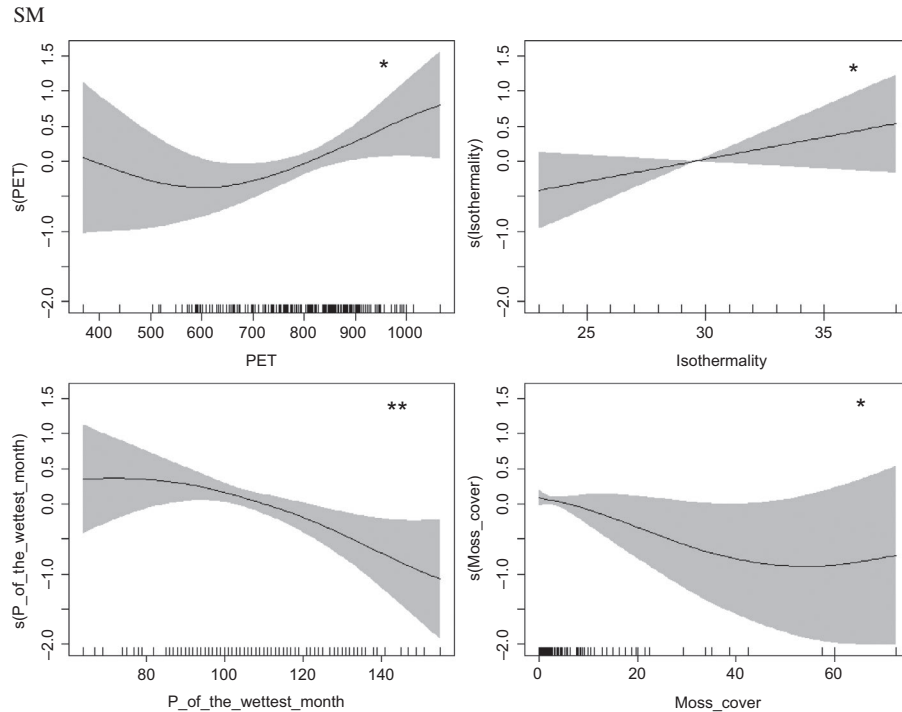 SM
1.5
1.0
0.5
0.0
−1.0
−2.0
s(PET)
*
400 500 600 700 800 900 1000
PET
1.5
1.0
0.5
0.0
−1.0
−2.0
s(Isothermality)
*
25 30 35
Isothermality
1.5
1.0
0.5
0.0
−1.0
−2.0
s(P_of_the_wettest_month)
**
80 100 120 140
P_of_the_wettest_month
1.5
1.0
0.5
0.0
−1.0
−2.0
s(Moss_cover)
*
0 20 40 60
Moss_cover